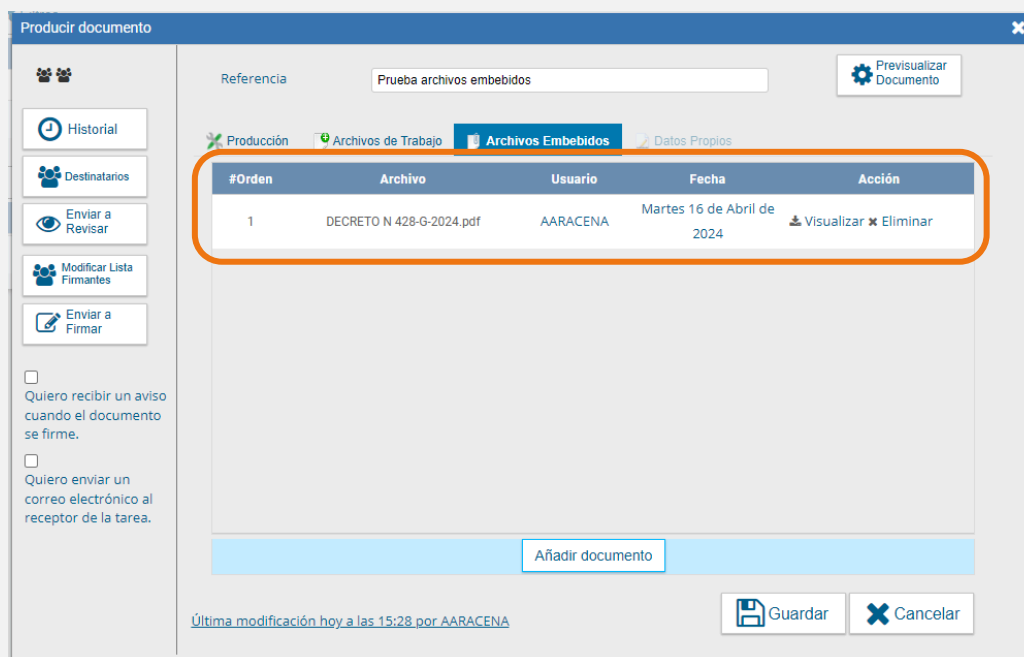 Producir documento
Referencia
Prueba archivos embebidos
Previsualizar
Documento
Historial
Destinatarios
Enviar a
Revisar
Modificar Lista
Firmantes
Enviar a
Firmar
Quiero recibir un aviso
cuando el documento
se firme.
Quiero enviar un
correo electrónico al
receptor de la tarea.
Producción Archivos de Trabajo Archivos Embebidos Datos Propios
#Orden Archivo Usuario Fecha Acción
1 DECRETO N 428-G-2024.pdf AARACENA Martes 16 de Abril de Visualizar Eliminar
2024
Añadir documento
Última modificación hoy a las 15:28 por AARACENA
Guardar Cancelar